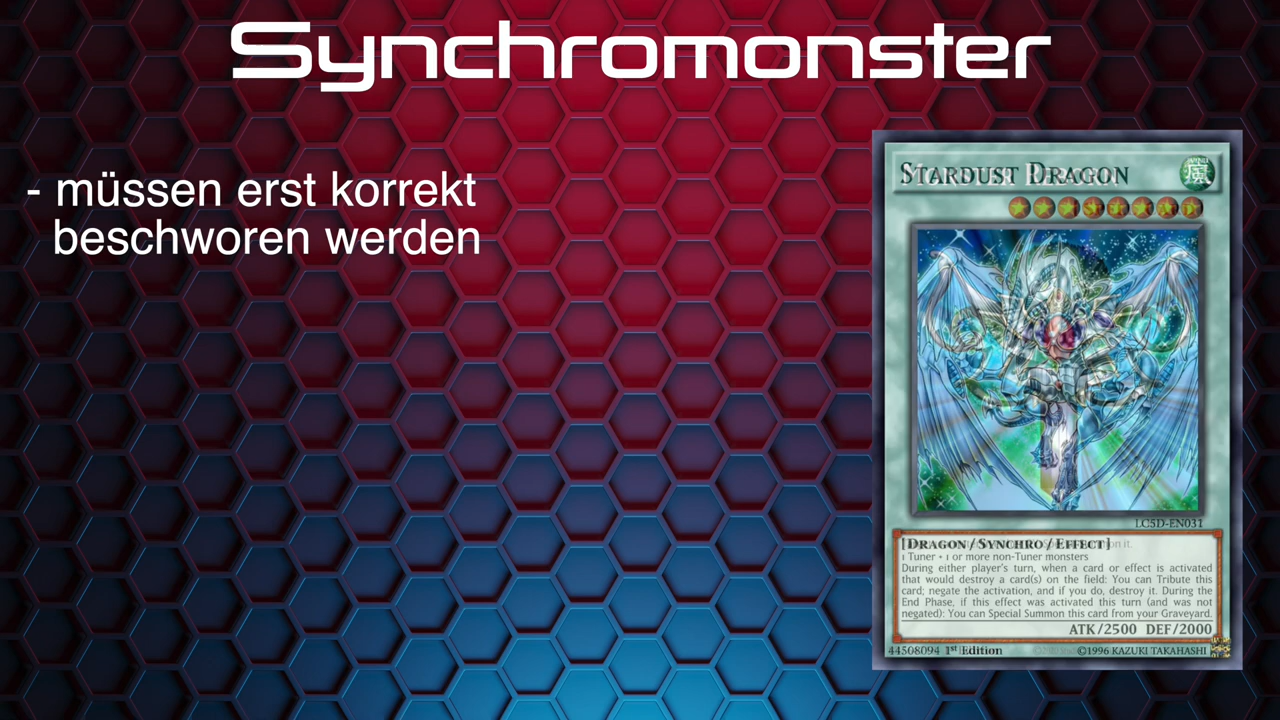 Synchromonster
- müssen erst korrekt
beschworen werden
STARDUST DRAGON
LC5D-EN031
[DRAGON/SYNCHRO/EFFECT]
1 Tuner + 1 or more non-Tuner monsters
During either player's turn, when a card or effect is activated
that would destroy a card(s) on the field: You can Tribute this
card; negate the activation, and if you do, destroy it. During the
End Phase, if this effect was activated this turn (and was not
negated): You can Special Summon this card from your Graveyard.
ATK/2500 DEF/2000
44508094 1st Edition ©1996 KAZUKI TAKAHASHI